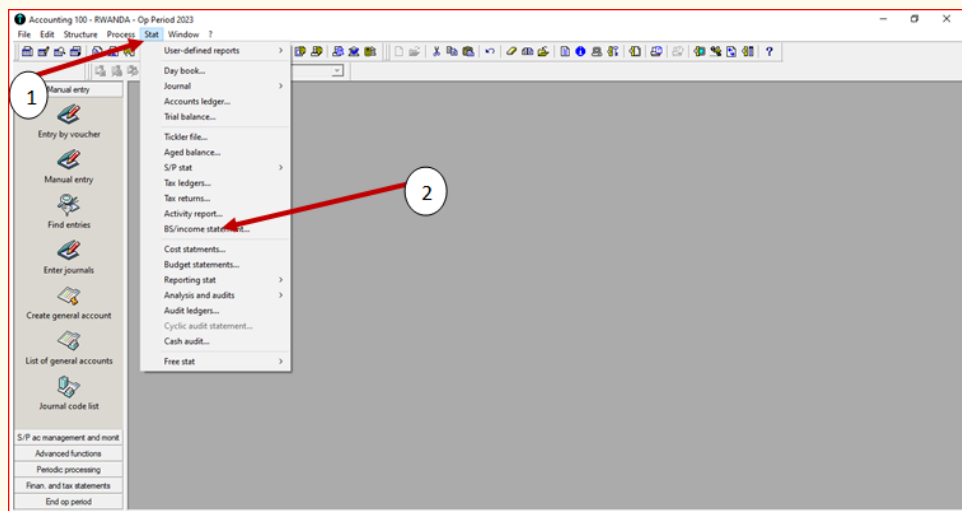 Accounting 100 - RWANDA - Op Period 2023
File Edit Structure Process Stat Window ?
User-defined reports
Day book...
Journal
Accounts ledger...
Trial balance...
Tickler file...
Aged balance...
S/P stat
Tax ledgers...
Tax returns...
Activity report...
BS/income statement...
Cost statments...
Budget statements...
Reporting stat
Analysis and audits
Audit ledgers...
Cyclic audit statement...
Cash audit...
Free stat
1
2
Manual entry
Entry by voucher
Manual entry
Find entries
Enter journals
Create general account
List of general accounts
Journal code list
S/P ac management and monit
Advanced functions
Periodic processing
Finan. and tax statements
End op period